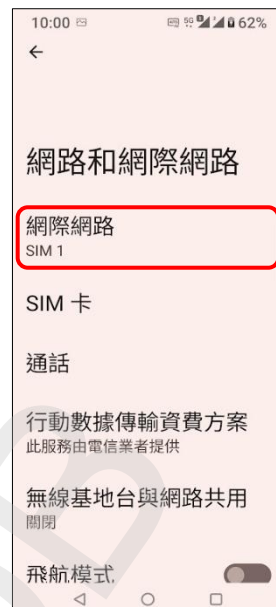 10:00 5G 62%
網路和網際網路
網際網路
SIM 1
SIM 卡
通話
行動數據傳輸資費方案
此服務由電信業者提供
無線基地台與網路共用
關閉
飛航模式